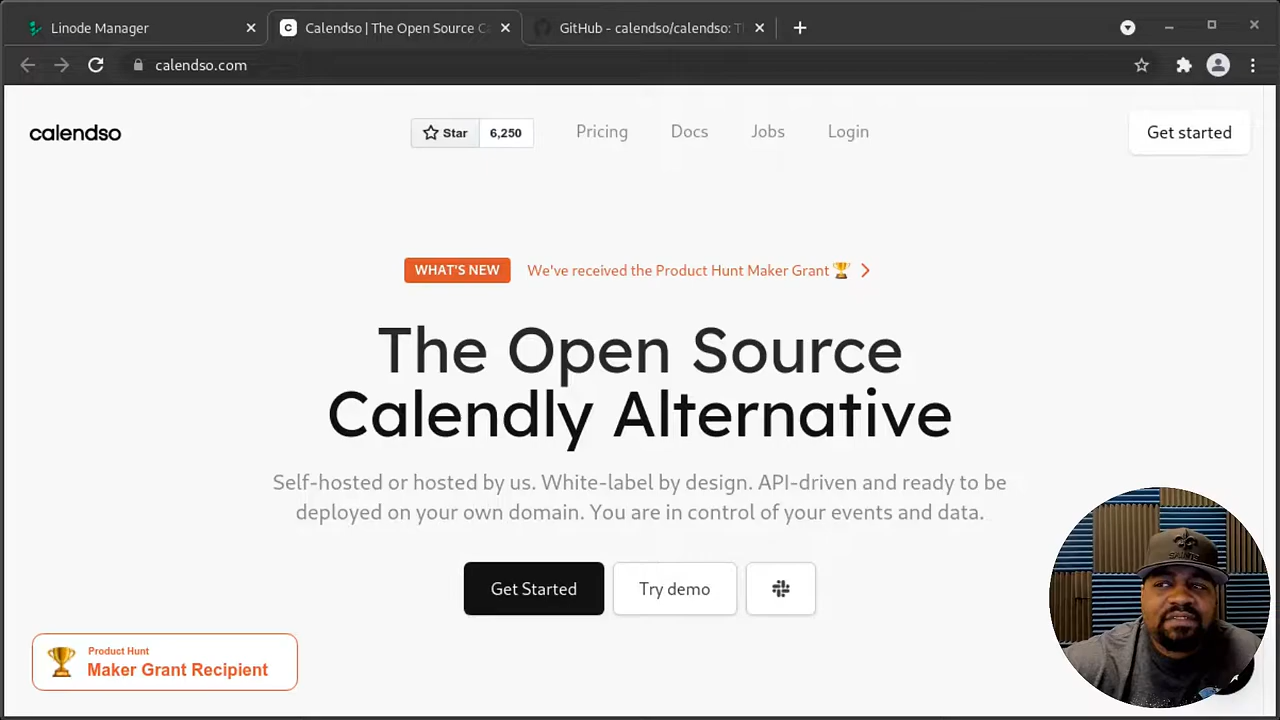 Linode Manager
Calendso | The Open Source C
GitHub - calendso/calendso: T
calendso.com
calendso
Star 6,250
Pricing
Docs
Jobs
Login
Get started
WHAT'S NEW
We've received the Product Hunt Maker Grant 🏆
The Open Source
Calendly Alternative
Self-hosted or hosted by us. White-label by design. API-driven and ready to be
deployed on your own domain. You are in control of your events and data.
Get Started
Try demo
Product Hunt
Maker Grant Recipient
SAINTS